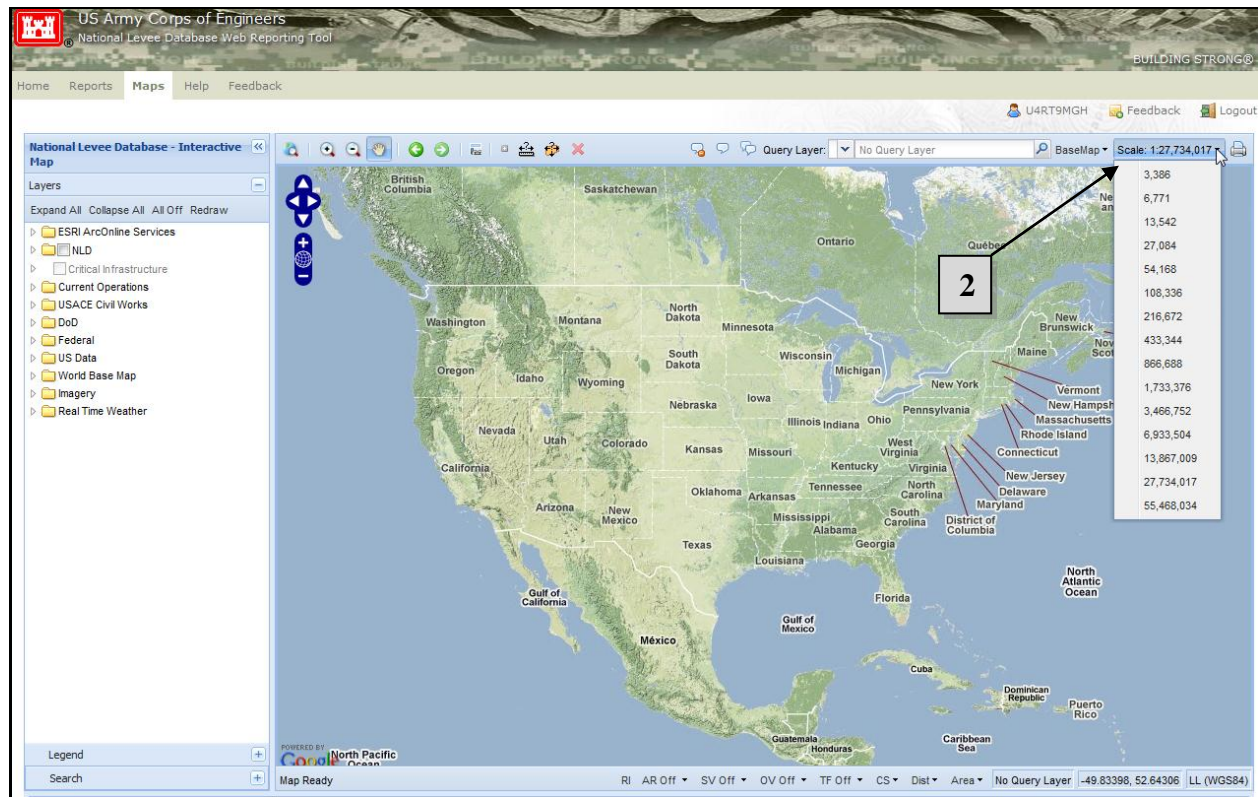 US Army Corps of Engineers
National Levee Database Web Reporting Tool
BUILDING STRONG®
Home Reports Maps Help Feedback
U4RT9MGH Feedback Logout
National Levee Database - Interactive Map
Layers
Expand All Collapse All All Off Redraw
ESRI ArcOnline Services
NLD
Critical Infrastructure
Current Operations
USACE Civil Works
DoD
Federal
US Data
World Base Map
Imagery
Real Time Weather
Legend
Search
Query Layer: No Query Layer BaseMap Scale: 1:27,734,017
3,386
6,771
13,542
27,084
54,168
108,336
216,672
433,344
866,688
1,733,376
3,466,752
6,933,504
13,867,009
27,734,017
55,468,034
2
British Columbia
Saskatchewan
Ontario
Québec
Washington
Montana
North Dakota
Minnesota
New Brunswick
Maine
Oregon
Idaho
Wyoming
South Dakota
Wisconsin
Michigan
New York
Vermont
New Hampsh
Massachusetts
Rhode Island
Connecticut
New Jersey
Delaware
Maryland
District of Columbia
Nebraska
Iowa
Illinois
Indiana
Ohio
Pennsylvania
Nevada
Utah
Colorado
Kansas
Missouri
West Virginia
Kentucky
Virginia
California
Oklahoma
Arkansas
Tennessee
North Carolina
Arizona
New Mexico
Mississippi
Alabama
South Carolina
Georgia
Texas
Louisiana
Florida
North Atlantic Ocean
Gulf of California
Gulf of Mexico
México
Cuba
Dominican Republic
Puerto Rico
Guatemala
Honduras
Caribbean Sea
POWERED BY
North Pacific Ocean
Map Ready RI AR Off SV Off OV Off TF Off CS Dist Area No Query Layer -49.83398, 52.64306 LL (WGS84)